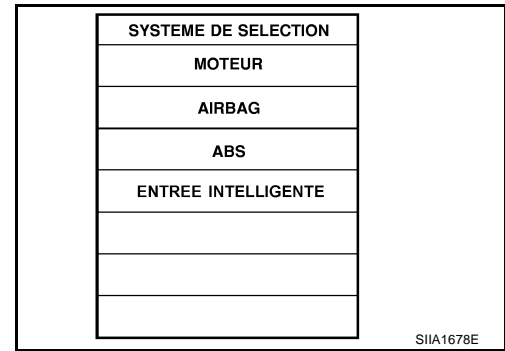 SYSTEME DE SELECTION
MOTEUR
AIRBAG
ABS
ENTREE INTELLIGENTE
SIIA1678E